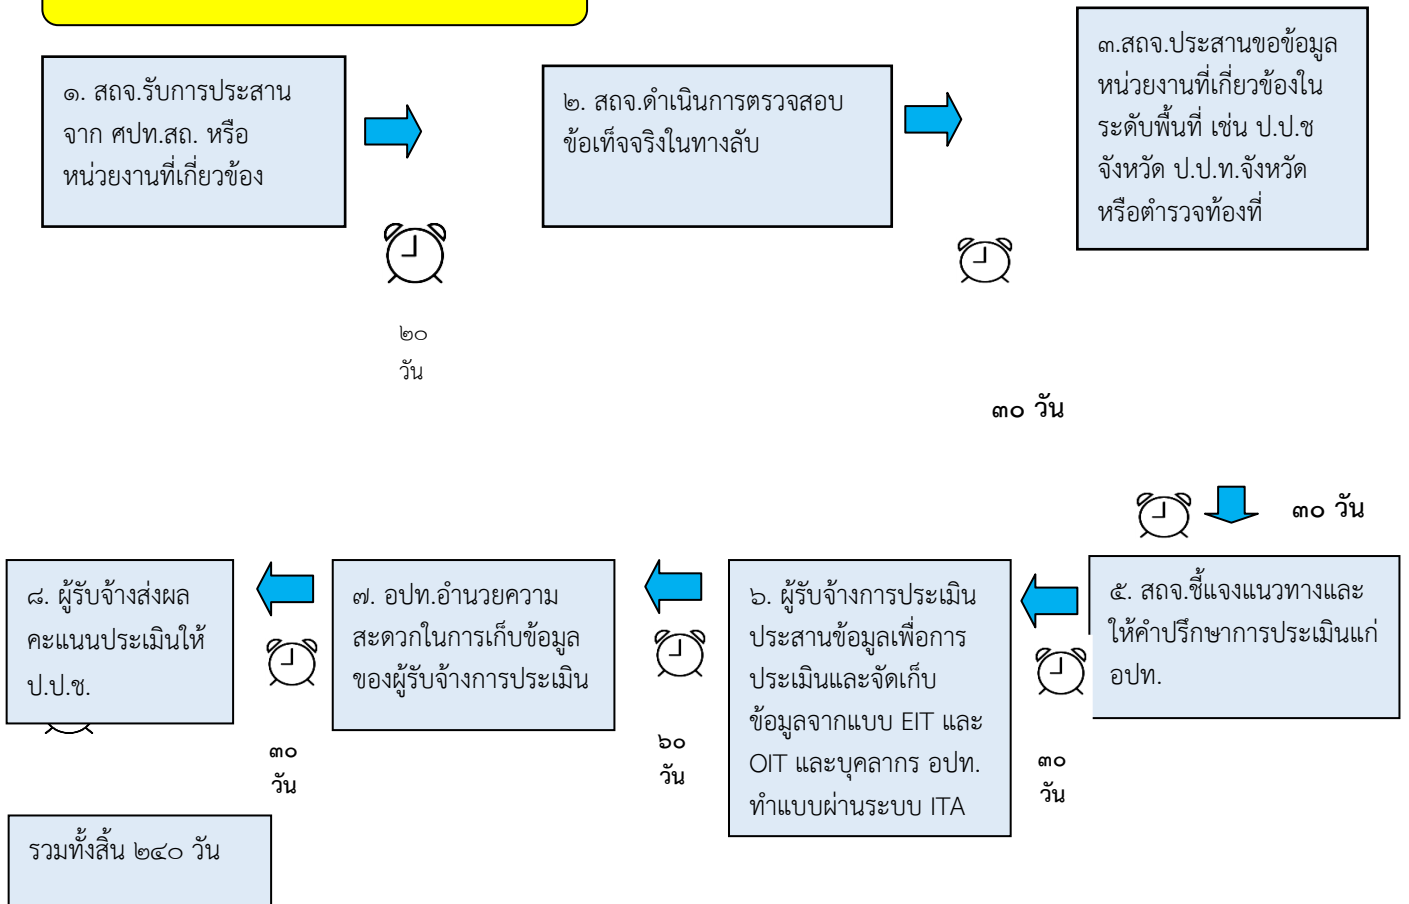 ๑. สถจ.รับการประสาน
จาก ศปท.สถ. หรือ
หน่วยงานที่เกี่ยวข้อง
๒. สถจ.ดำเนินการตรวจสอบ
ข้อเท็จจริงในทางลับ
๓.สถจ.ประสานขอข้อมูล
หน่วยงานที่เกี่ยวข้องใน
ระดับพื้นที่ เช่น ป.ป.ช
จังหวัด ป.ป.ท.จังหวัด
หรือตำรวจท้องที่
๒๐
วัน
๓๐ วัน
๓๐ วัน
๕. สถจ.ชี้แจงแนวทางและ
ให้คำปรึกษาการประเมินแก่
อปท.
๓๐
วัน
๖. ผู้รับจ้างการประเมิน
ประสานข้อมูลเพื่อการ
ประเมินและจัดเก็บ
ข้อมูลจากแบบ EIT และ
OIT และบุคลากร อปท.
ทำแบบผ่านระบบ ITA
๖๐
วัน
๗. อปท.อำนวยความ
สะดวกในการเก็บข้อมูล
ของผู้รับจ้างการประเมิน
๓๐
วัน
๘. ผู้รับจ้างส่งผล
คะแนนประเมินให้
ป.ป.ช.
รวมทั้งสิ้น ๒๔๐ วัน